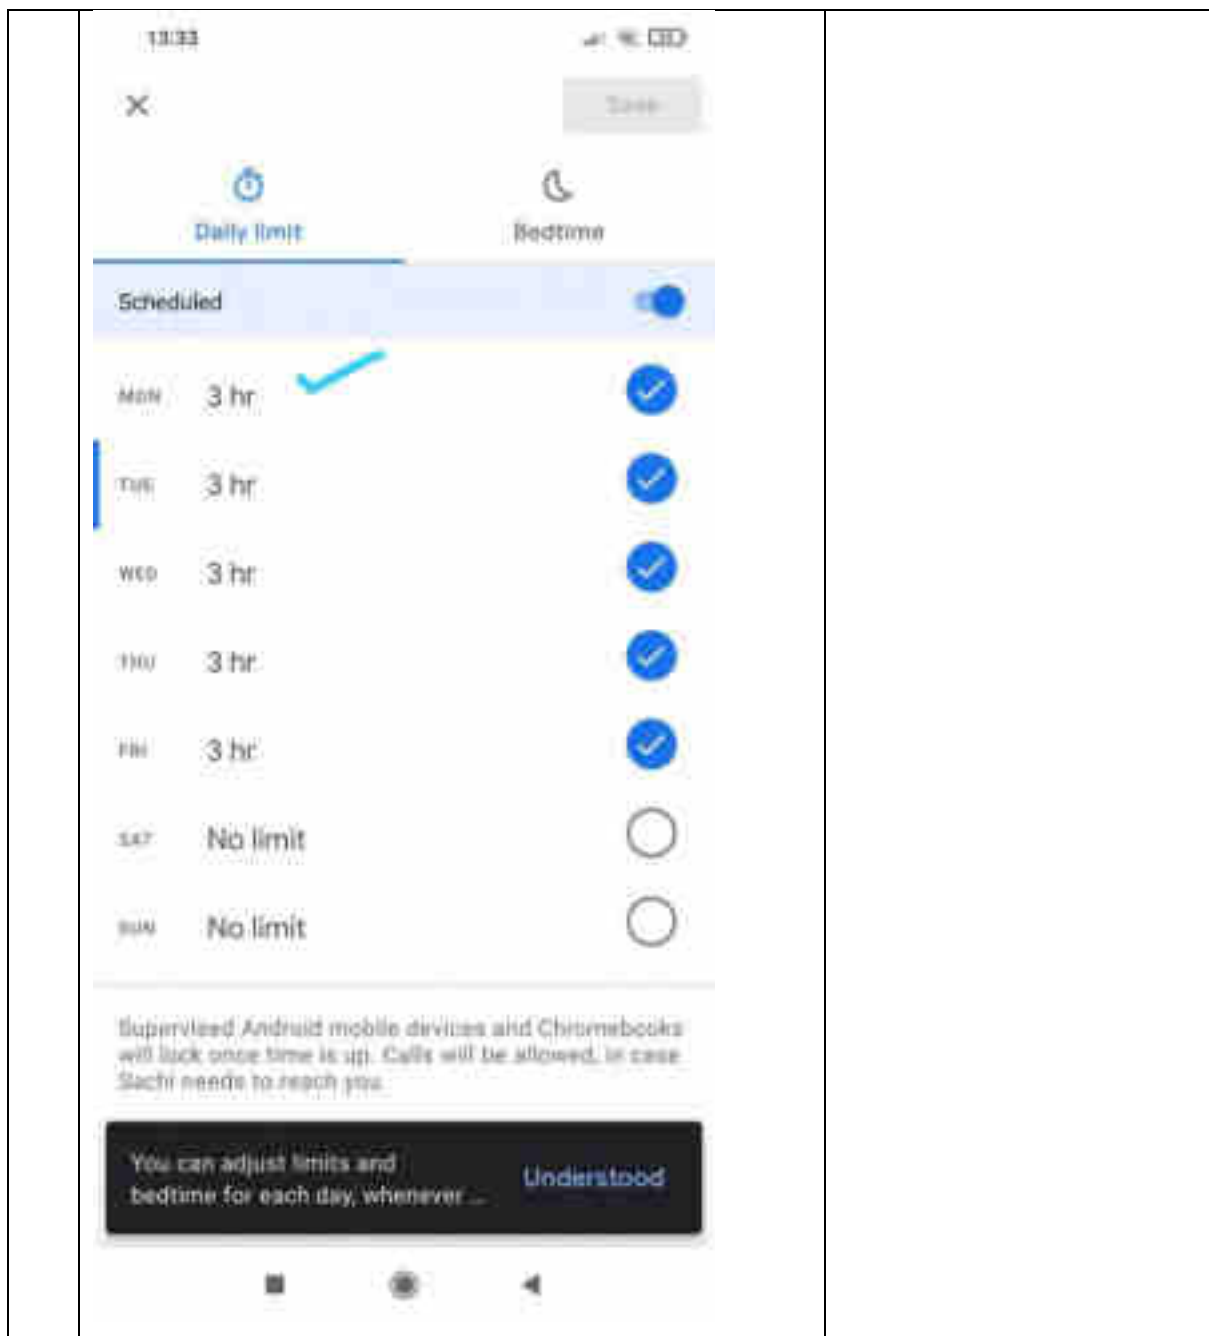 13:33
Save
Daily limit
Bedtime
Scheduled
MON 3 hr
TUE 3 hr
WED 3 hr
THU 3 hr
FRI 3 hr
SAT No limit
SUN No limit
Supervised Android mobile devices and Chromebooks
will lock once time is up. Calls will be allowed, in case
Sachi needs to reach you.
You can adjust limits and
bedtime for each day, whenever ...
Understood